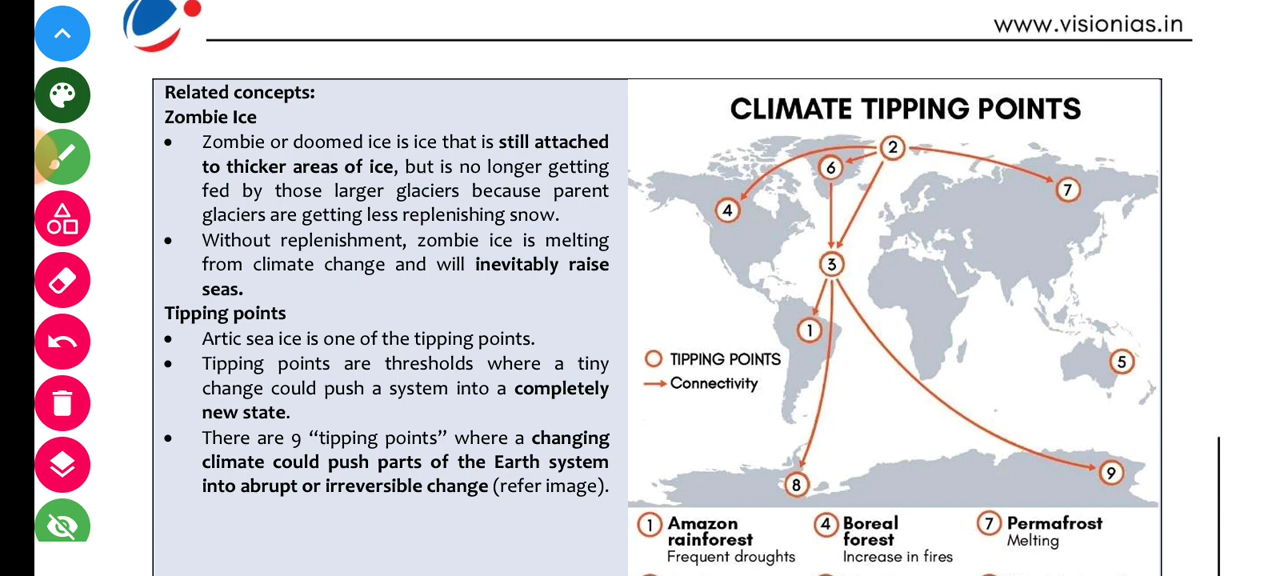 www.visionias.in
Related concepts:
Zombie Ice
• Zombie or doomed ice is ice that is still attached
to thicker areas of ice, but is no longer getting
fed by those larger glaciers because parent
glaciers are getting less replenishing snow.
• Without replenishment, zombie ice is melting
from climate change and will inevitably raise
seas.
Tipping points
• Artic sea ice is one of the tipping points.
• Tipping points are thresholds where a tiny
change could push a system into a completely
new state.
• There are 9 “tipping points” where a changing
climate could push parts of the Earth system
into abrupt or irreversible change (refer image).
CLIMATE TIPPING POINTS
2
6
7
4
3
1
5
TIPPING POINTS
Connectivity
9
8
1 Amazon
rainforest
Frequent droughts
4 Boreal
forest
Increase in fires
7 Permafrost
Melting